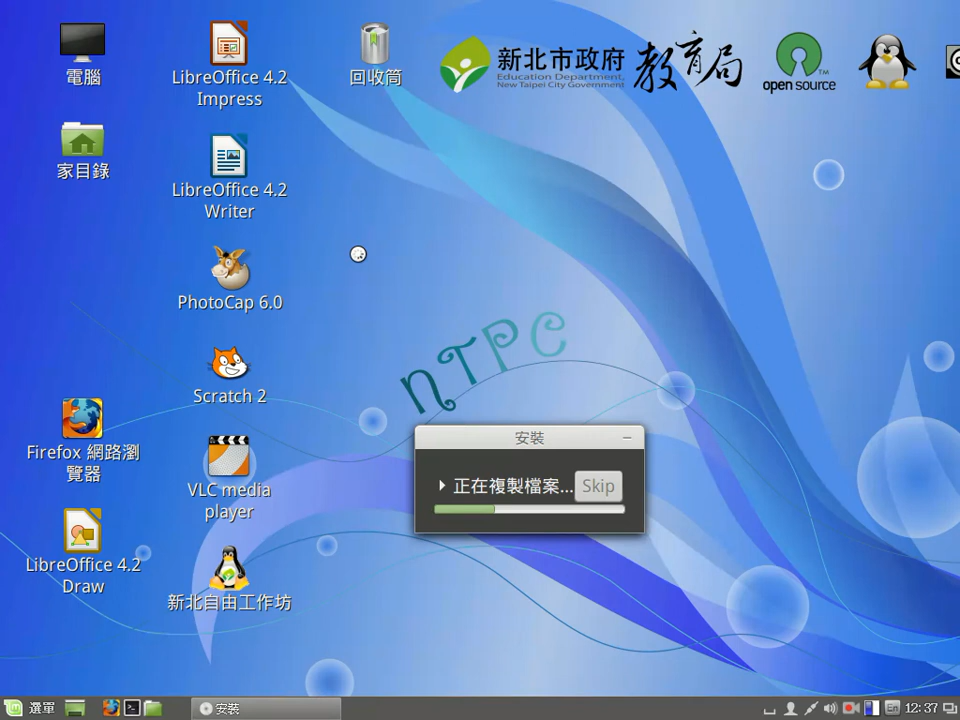 電腦
LibreOffice 4.2
Impress
回收筒
新北市政府
Education Department,
New Taipei City Government
教育局
open source
TM
家目錄
LibreOffice 4.2
Writer
PhotoCap 6.0
NTPC
Scratch 2
Firefox 網路瀏
覽器
VLC media
player
安裝
正在複製檔案...
Skip
LibreOffice 4.2
Draw
新北自由工作坊
選單
安裝
En
12:37